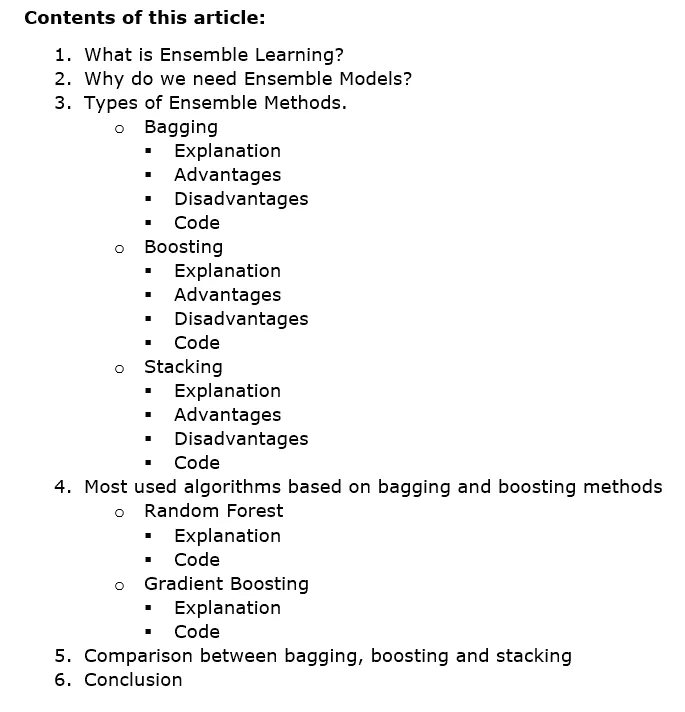 Contents of this article:
1. What is Ensemble Learning?
2. Why do we need Ensemble Models?
3. Types of Ensemble Methods.
o Bagging
▪ Explanation
▪ Advantages
▪ Disadvantages
▪ Code
o Boosting
▪ Explanation
▪ Advantages
▪ Disadvantages
▪ Code
o Stacking
▪ Explanation
▪ Advantages
▪ Disadvantages
▪ Code
4. Most used algorithms based on bagging and boosting methods
o Random Forest
▪ Explanation
▪ Code
o Gradient Boosting
▪ Explanation
▪ Code
5. Comparison between bagging, boosting and stacking
6. Conclusion